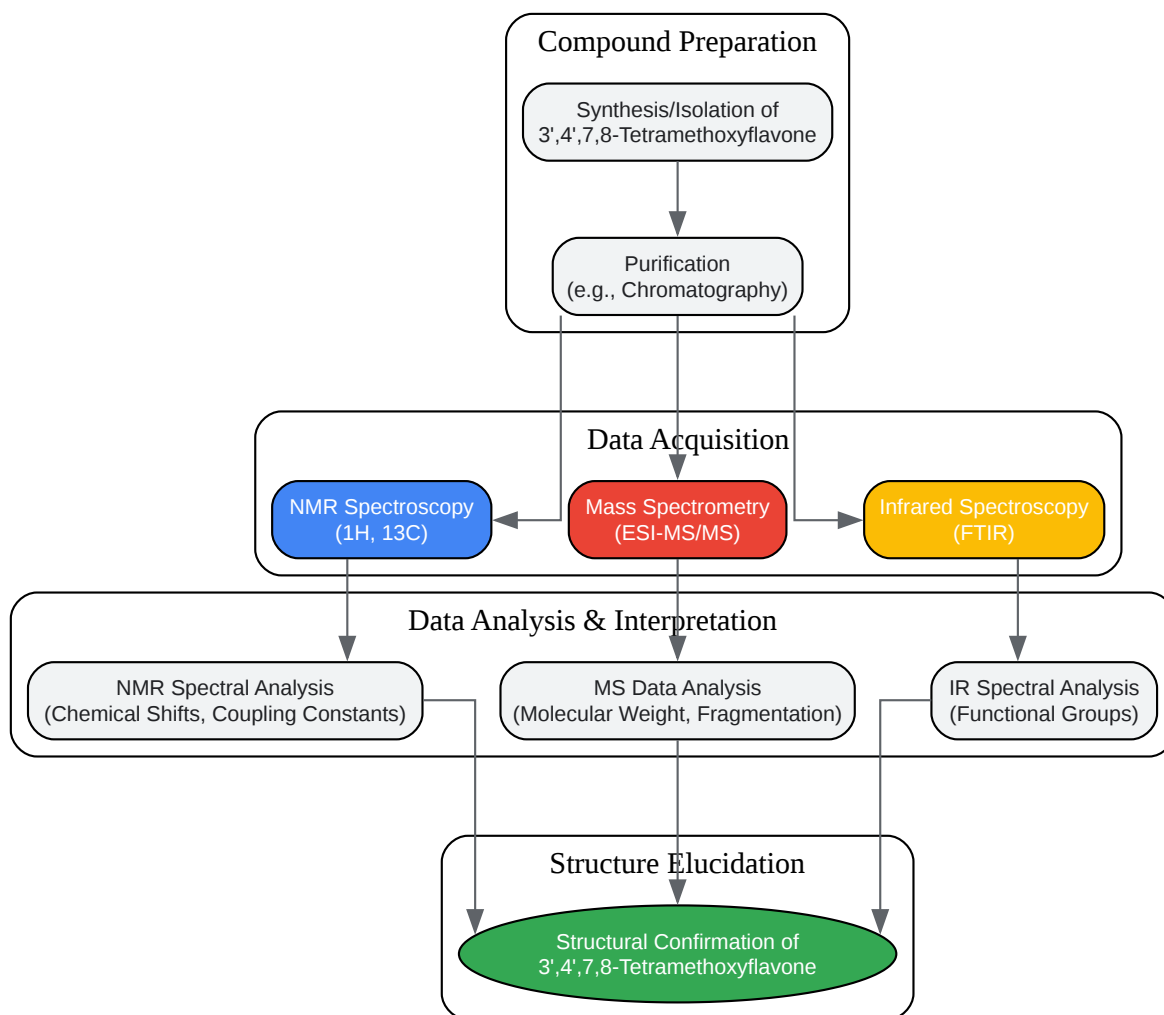 Compound Preparation
Synthesis/Isolation of
3',4',7,8-Tetramethoxyflavone
Purification
(e.g., Chromatography)
Data Acquisition
NMR Spectroscopy
(1H, 13C)
Mass Spectrometry
(ESI-MS/MS)
Infrared Spectroscopy
(FTIR)
Data Analysis & Interpretation
NMR Spectral Analysis
(Chemical Shifts, Coupling Constants)
MS Data Analysis
(Molecular Weight, Fragmentation)
IR Spectral Analysis
(Functional Groups)
Structure Elucidation
Structural Confirmation of
3',4',7,8-Tetramethoxyflavone